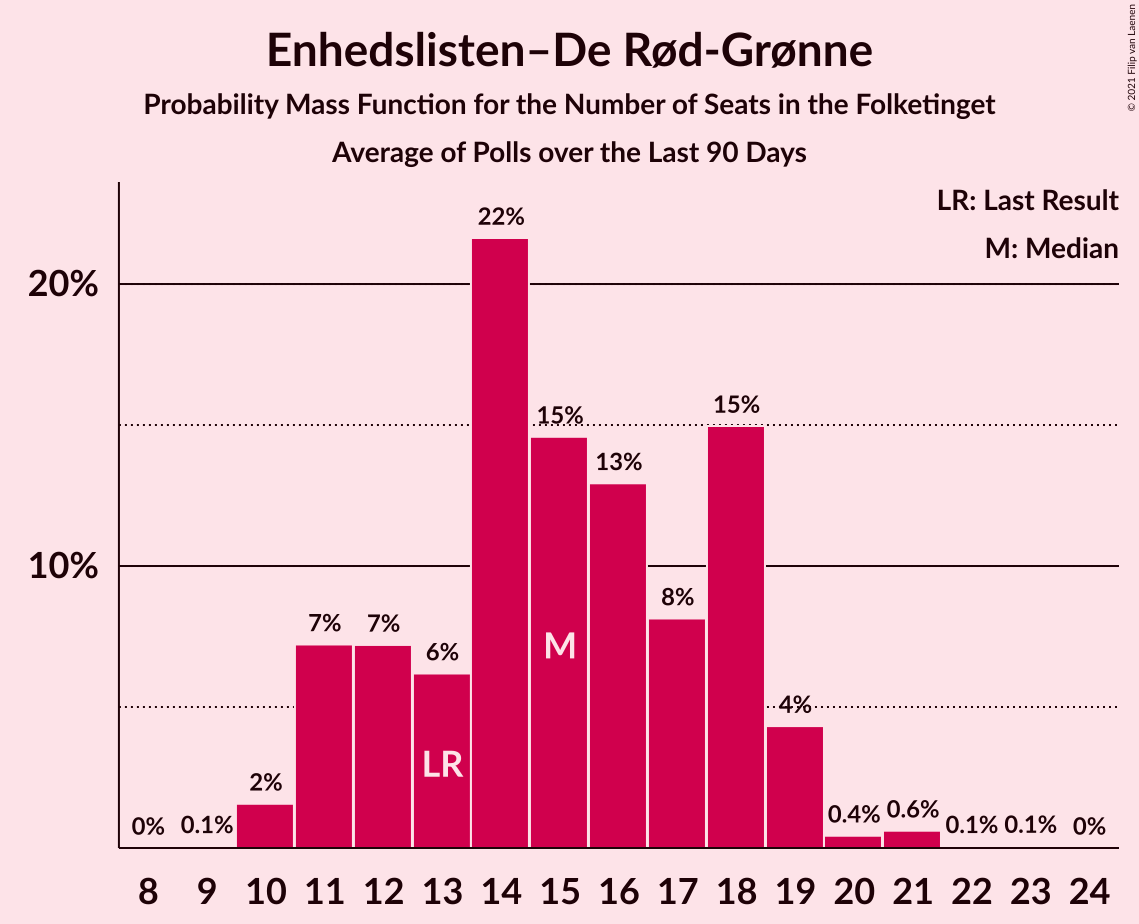 Enhedslisten–De Rød-Grønne
Probability Mass Function for the Number of Seats in the Folketinget
Average of Polls over the Last 90 Days
© 2021 Filip van Laenen
LR: Last Result
M: Median
20%
10%
0%
0.1%
2%
7%
7%
6%
22%
15%
13%
8%
15%
4%
0.4%
0.6%
0.1%
0.1%
0%
LR
M
8 9 10 11 12 13 14 15 16 17 18 19 20 21 22 23 24